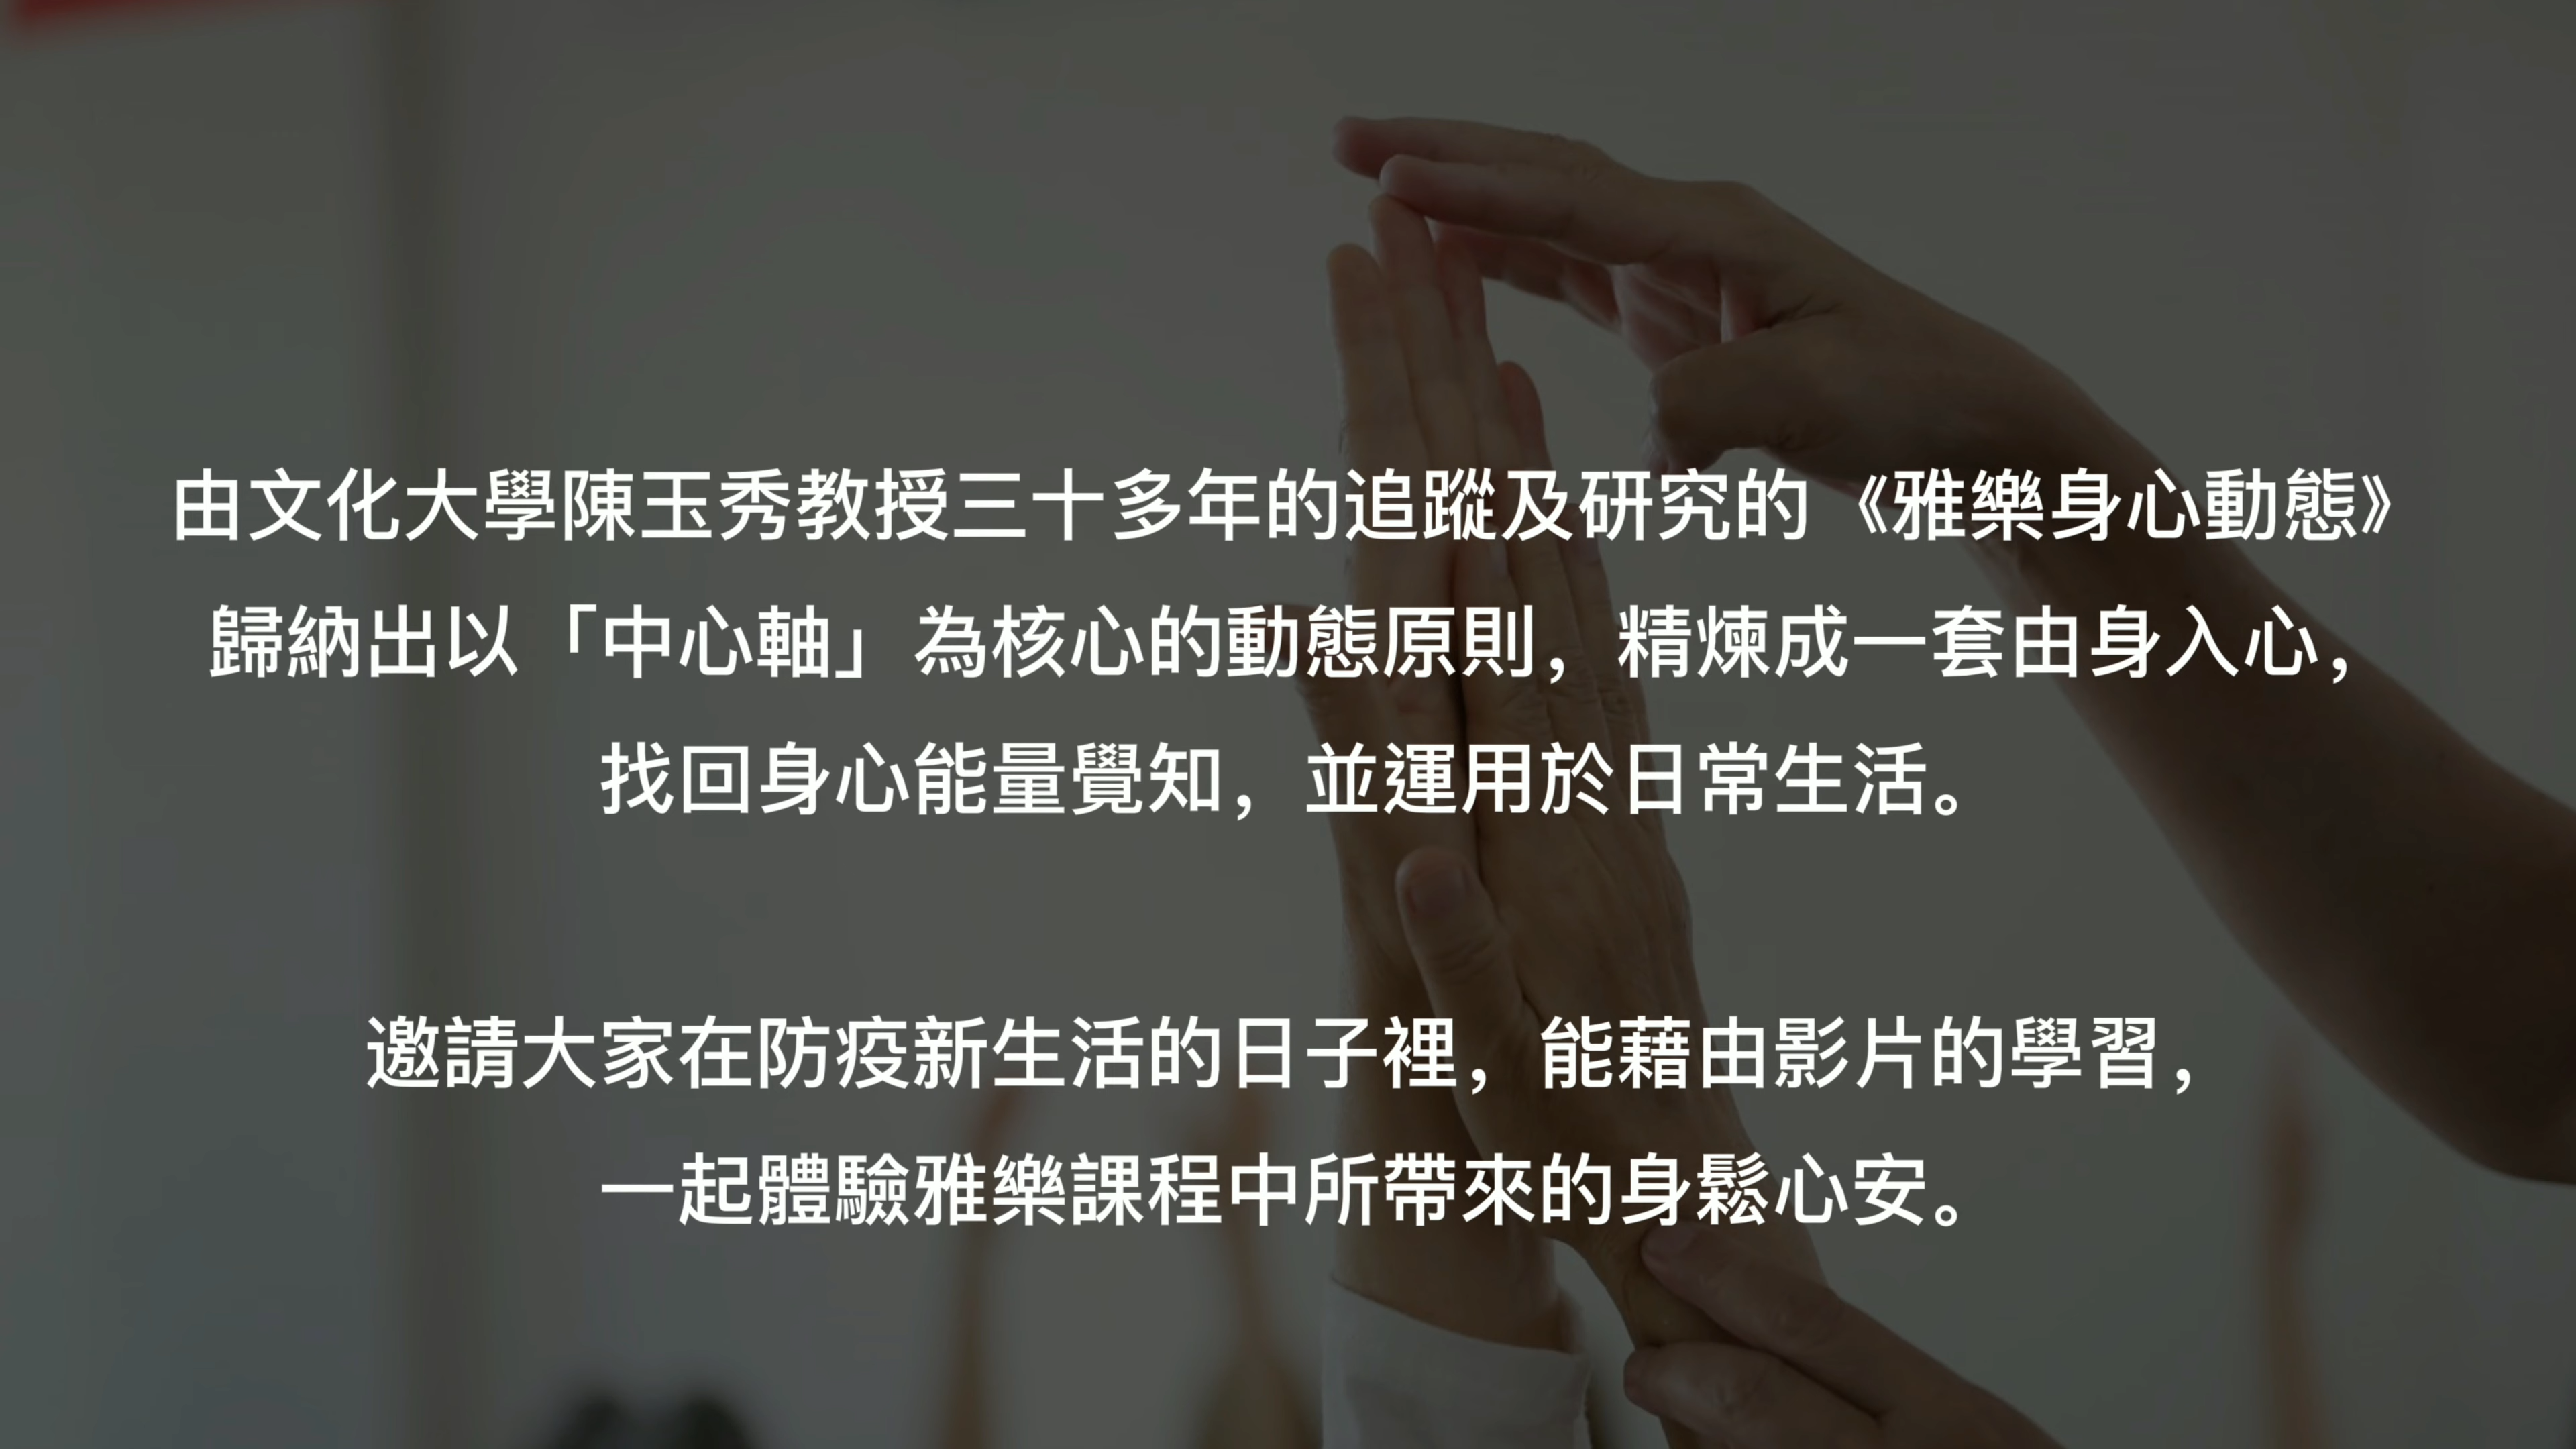 由文化大學陳玉秀教授三十多年的追蹤及研究的《雅樂身心動態》
歸納出以「中心軸」為核心的動態原則，精煉成一套由身入心，
找回身心能量覺知，並運用於日常生活。
邀請大家在防疫新生活的日子裡，能藉由影片的學習，
一起體驗雅樂課程中所帶來的身鬆心安。